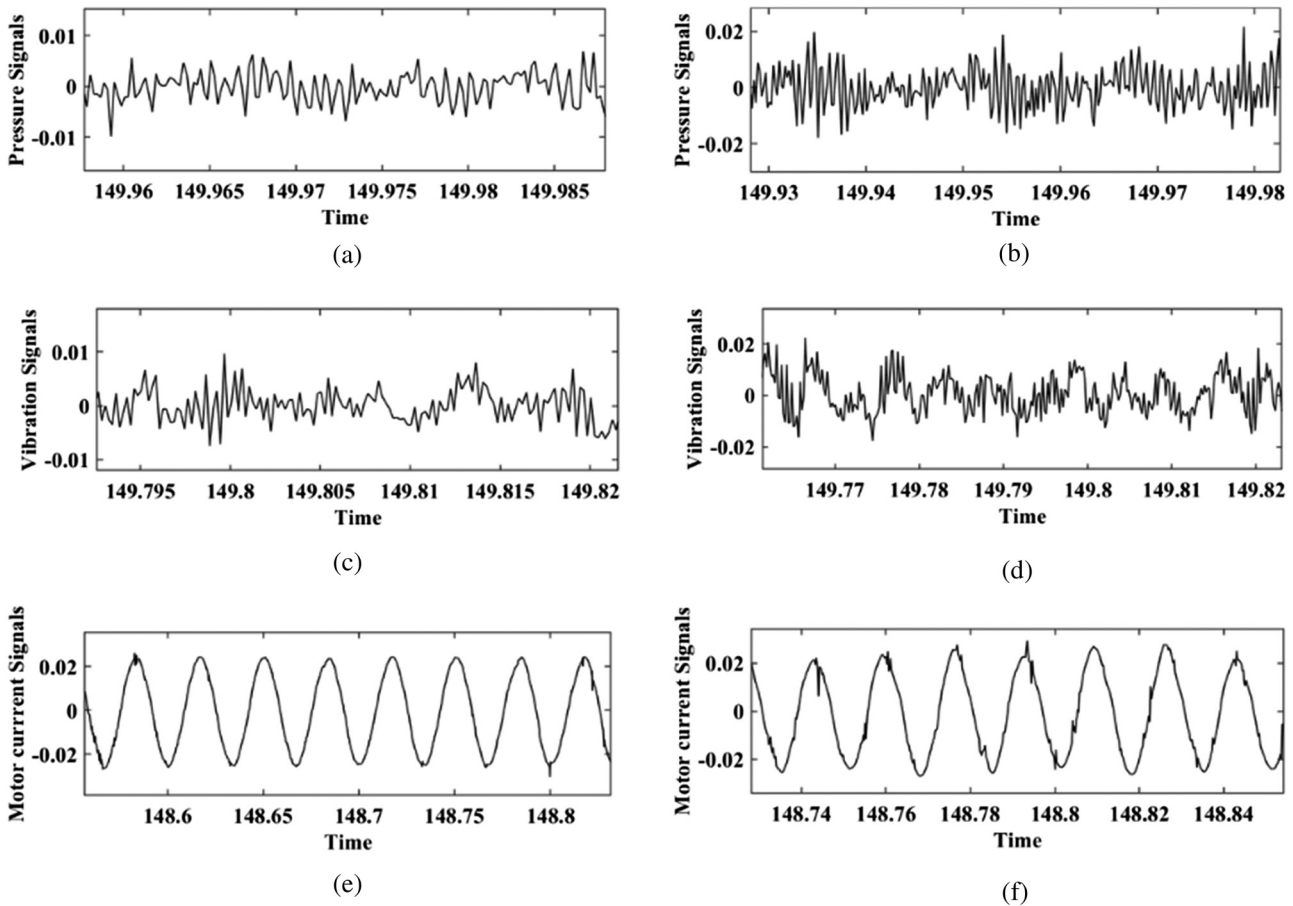 Pressure Signals
0.01
0
-0.01
149.96 149.965 149.97 149.975 149.98 149.985
Time
(a)
Pressure Signals
0.02
0
-0.02
149.93 149.94 149.95 149.96 149.97 149.98
Time
(b)
Vibration Signals
0.01
0
-0.01
149.795 149.8 149.805 149.81 149.815 149.82
Time
(c)
Vibration Signals
0.02
0
-0.02
149.77 149.78 149.79 149.8 149.81 149.82
Time
(d)
Motor currrent Signals
0.02
0
-0.02
148.6 148.65 148.7 148.75 148.8
Time
(e)
Motor current Signals
0.02
0
-0.02
148.74 148.76 148.78 148.8 148.82 148.84
Time
(f)